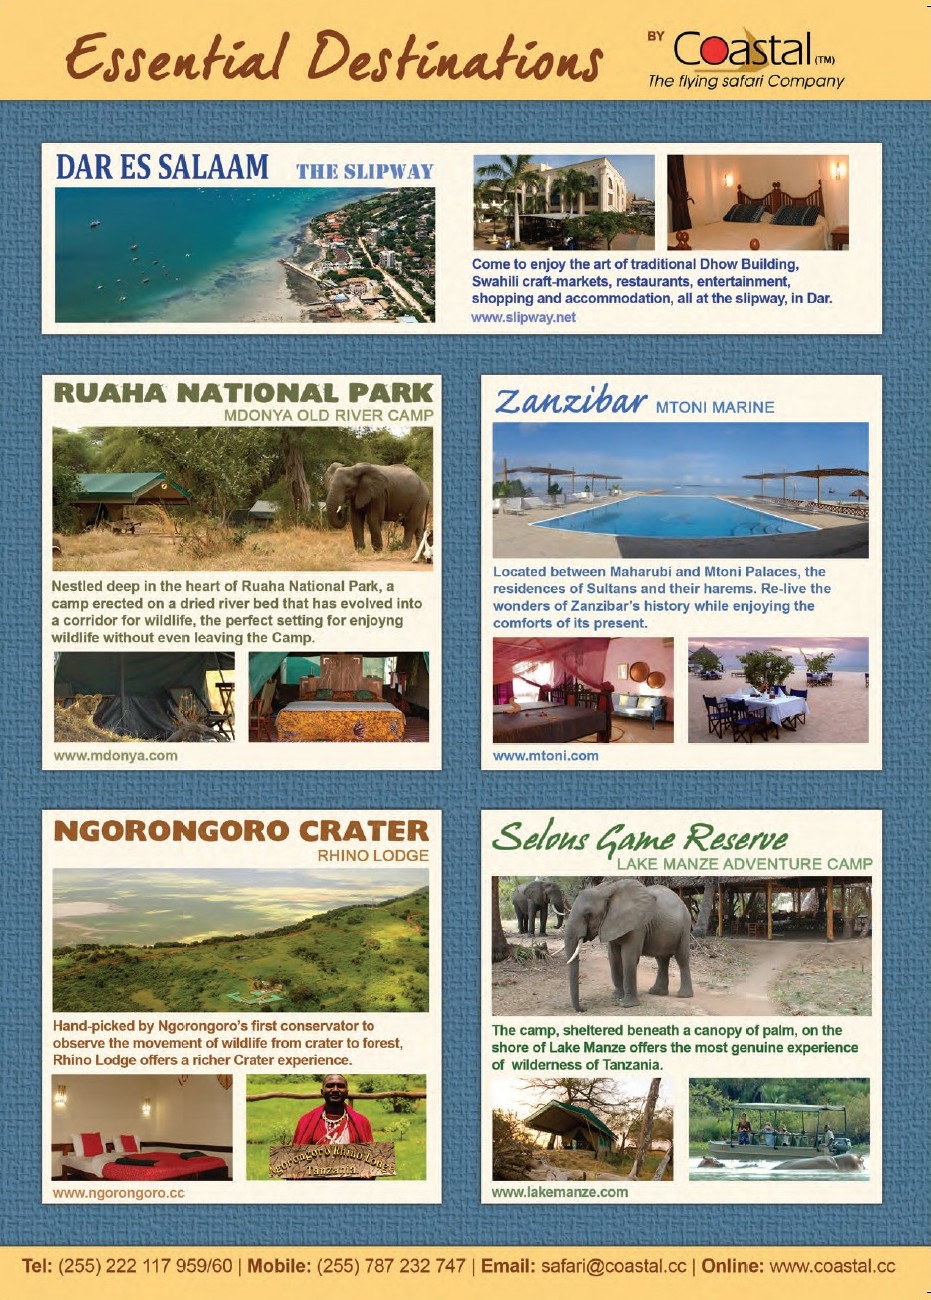 Essential Destinations
BY Coastal (TM)
The flying safari Company
DAR ES SALAAM THE SLIPWAY
Come to enjoy the art of traditional Dhow Building,
Swahili craft-markets, restaurants, entertainment,
shopping and accommodation, all at the slipway, in Dar.
www.slipway.net
RUAHA NATIONAL PARK
MDONYA OLD RIVER CAMP
Nestled deep in the heart of Ruaha National Park, a
camp erected on a dried river bed that has evolved into
a corridor for wildlife, the perfect setting for enjoyng
wildlife without even leaving the Camp.
www.mdonya.com
Zanzibar MTONI MARINE
Located between Maharubi and Mtoni Palaces, the
residences of Sultans and their harems. Re-live the
wonders of Zanzibar's history while enjoying the
comforts of its present.
www.mtoni.com
NGORONGORO CRATER
RHINO LODGE
Hand-picked by Ngorongoro's first conservator to
observe the movement of wildlife from crater to forest,
Rhino Lodge offers a richer Crater experience.
Ngorongoro Rhino Lodge
Tanzania
www.ngorongoro.cc
Selous Game Reserve
LAKE MANZE ADVENTURE CAMP
The camp, sheltered beneath a canopy of palm, on the
shore of Lake Manze offers the most genuine experience
of wilderness of Tanzania.
www.lakemanze.com
Tel: (255) 222 117 959/60 | Mobile: (255) 787 232 747 | Email: safari@coastal.cc | Online: www.coastal.cc